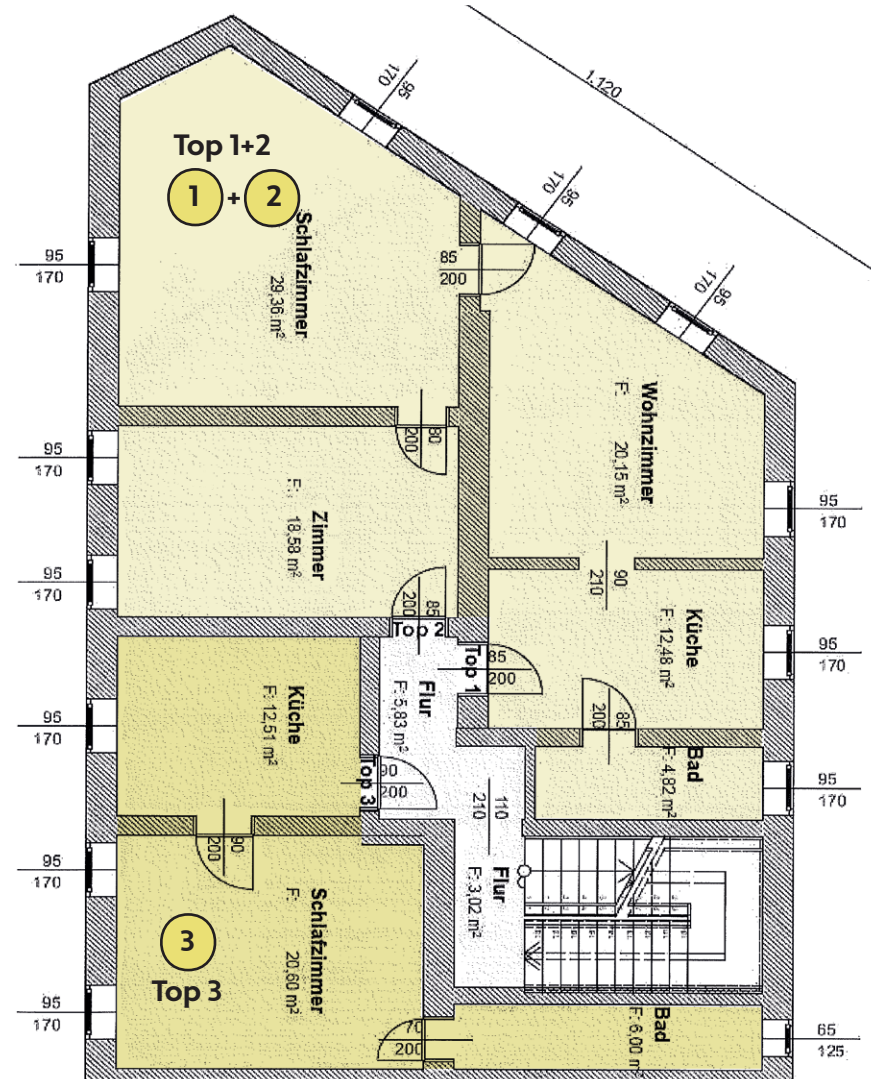 1.120
95
170
95
170
95
170
Top 1+2
1 + 2
Schlafzimmer
29,36 m²
95
170
85
200
Wohnzimmer
F: 20,15 m²
80
200
95
170
95
170
Zimmer
F: 18,58 m²
90
210
95
170
85
200
Top 2
Küche
F: 12,48 m²
Top 1
85
200
95
170
Küche
F: 12,51 m²
Flur
F: 5,83 m²
85
200
95
170
Bad
F: 4,82 m²
Top 3
90
200
110
210
95
170
90
200
95
170
Schlafzimmer
F: 20,60 m²
Flur
F: 3,02 m²
3
Top 3
95
170
70
200
Bad
F: 6,00 m²
65
125